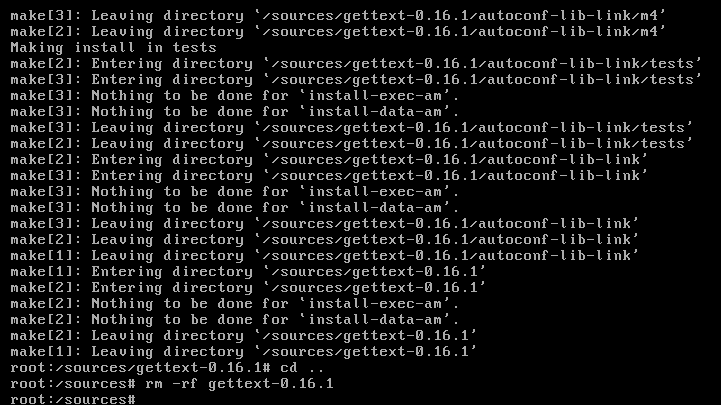 make[3]: Leaving directory `/sources/gettext-0.16.1/autoconf-lib-link/m4'
make[2]: Leaving directory `/sources/gettext-0.16.1/autoconf-lib-link/m4'
Making install in tests
make[2]: Entering directory `/sources/gettext-0.16.1/autoconf-lib-link/tests'
make[3]: Entering directory `/sources/gettext-0.16.1/autoconf-lib-link/tests'
make[3]: Nothing to be done for `install-exec-am'.
make[3]: Nothing to be done for `install-data-am'.
make[3]: Leaving directory `/sources/gettext-0.16.1/autoconf-lib-link/tests'
make[2]: Leaving directory `/sources/gettext-0.16.1/autoconf-lib-link/tests'
make[2]: Entering directory `/sources/gettext-0.16.1/autoconf-lib-link'
make[3]: Entering directory `/sources/gettext-0.16.1/autoconf-lib-link'
make[3]: Nothing to be done for `install-exec-am'.
make[3]: Nothing to be done for `install-data-am'.
make[3]: Leaving directory `/sources/gettext-0.16.1/autoconf-lib-link'
make[2]: Leaving directory `/sources/gettext-0.16.1/autoconf-lib-link'
make[1]: Leaving directory `/sources/gettext-0.16.1/autoconf-lib-link'
make[1]: Entering directory `/sources/gettext-0.16.1'
make[2]: Entering directory `/sources/gettext-0.16.1'
make[2]: Nothing to be done for `install-exec-am'.
make[2]: Nothing to be done for `install-data-am'.
make[2]: Leaving directory `/sources/gettext-0.16.1'
make[1]: Leaving directory `/sources/gettext-0.16.1'
root:/sources/gettext-0.16.1# cd ..
root:/sources# rm -rf gettext-0.16.1
root:/sources#